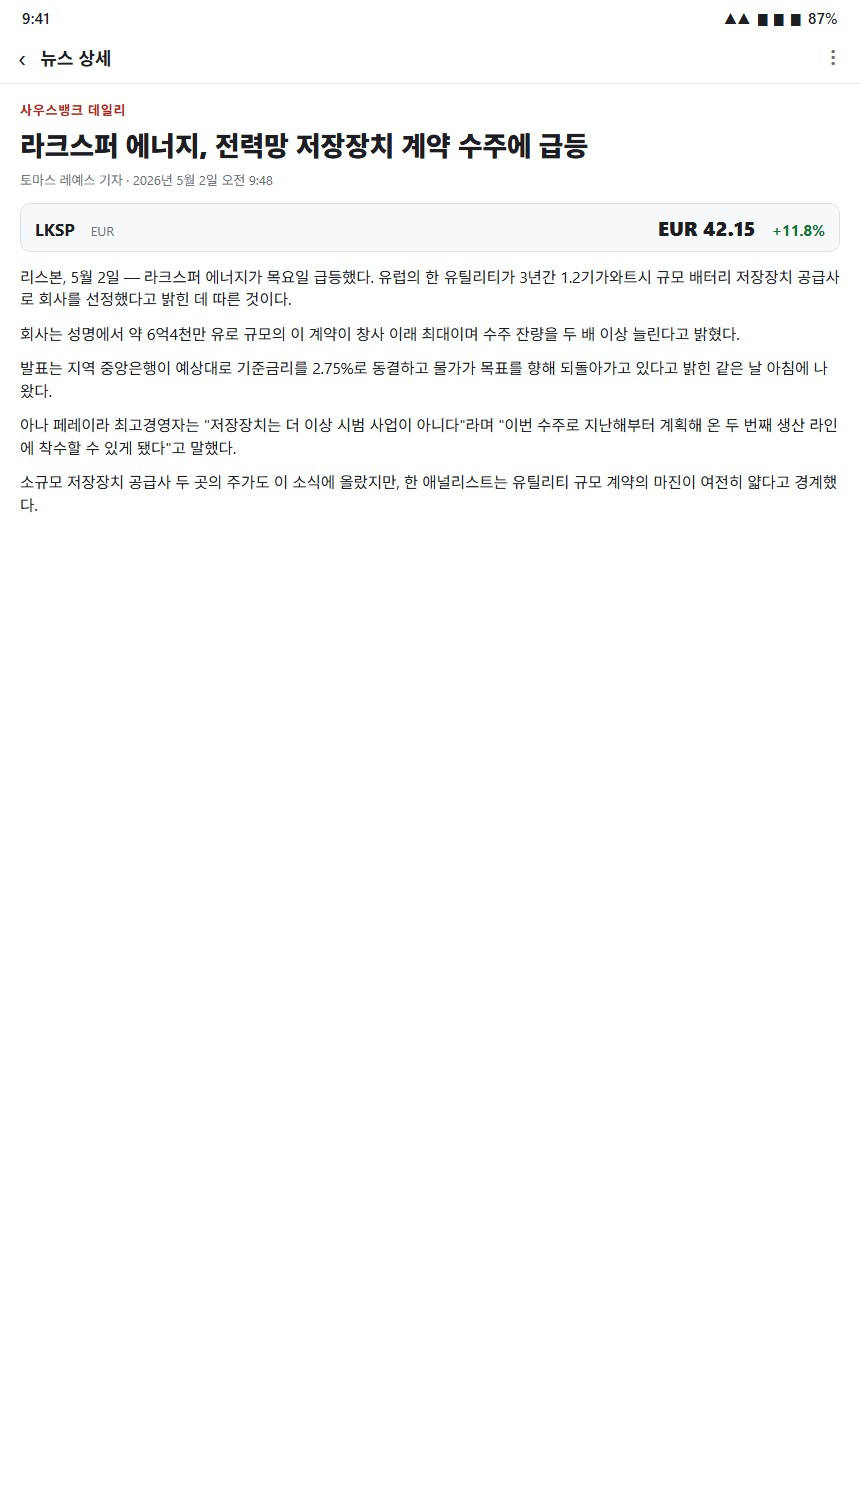 9:41
87%
뉴스 상세
사우스뱅크 데일리
라크스퍼 에너지, 전력망 저장장치 계약 수주에 급등
토마스 레예스 기자 · 2026년 5월 2일 오전 9:48
LKSP EUR EUR 42.15 +11.8%
리스본, 5월 2일 — 라크스퍼 에너지가 목요일 급등했다. 유럽의 한 유틸리티가 3년간 1.2기가와트시 규모 배터리 저장장치 공급사
로 회사를 선정했다고 밝힌 데 따른 것이다.
회사는 성명에서 약 6억4천만 유로 규모의 이 계약이 창사 이래 최대이며 수주 잔량을 두 배 이상 늘린다고 밝혔다.
발표는 지역 중앙은행이 예상대로 기준금리를 2.75%로 동결하고 물가가 목표를 향해 되돌아가고 있다고 밝힌 같은 날 아침에 나
왔다.
아나 페레이라 최고경영자는 "저장장치는 더 이상 시범 사업이 아니다"라며 "이번 수주로 지난해부터 계획해 온 두 번째 생산 라인
에 착수할 수 있게 됐다"고 말했다.
소규모 저장장치 공급사 두 곳의 주가도 이 소식에 올랐지만, 한 애널리스트는 유틸리티 규모 계약의 마진이 여전히 얇다고 경계했
다.